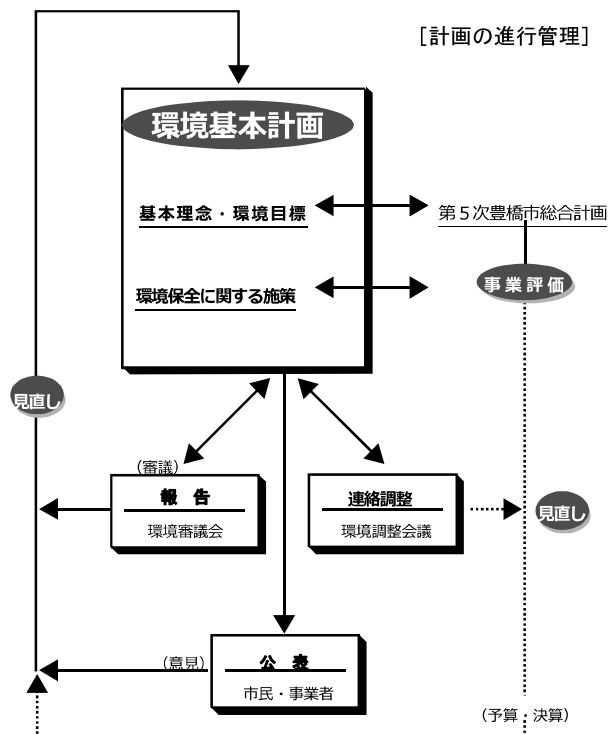 ［計画の進行管理］
環境基本計画
基本理念・環境目標
第５次豊橋市総合計画
事業評価
環境保全に関する施策
見直し
（審議）
報　告
環境審議会
連絡調整
環境調整会議
見直し
（意見）
公　表
市民・事業者
（予算・決算）